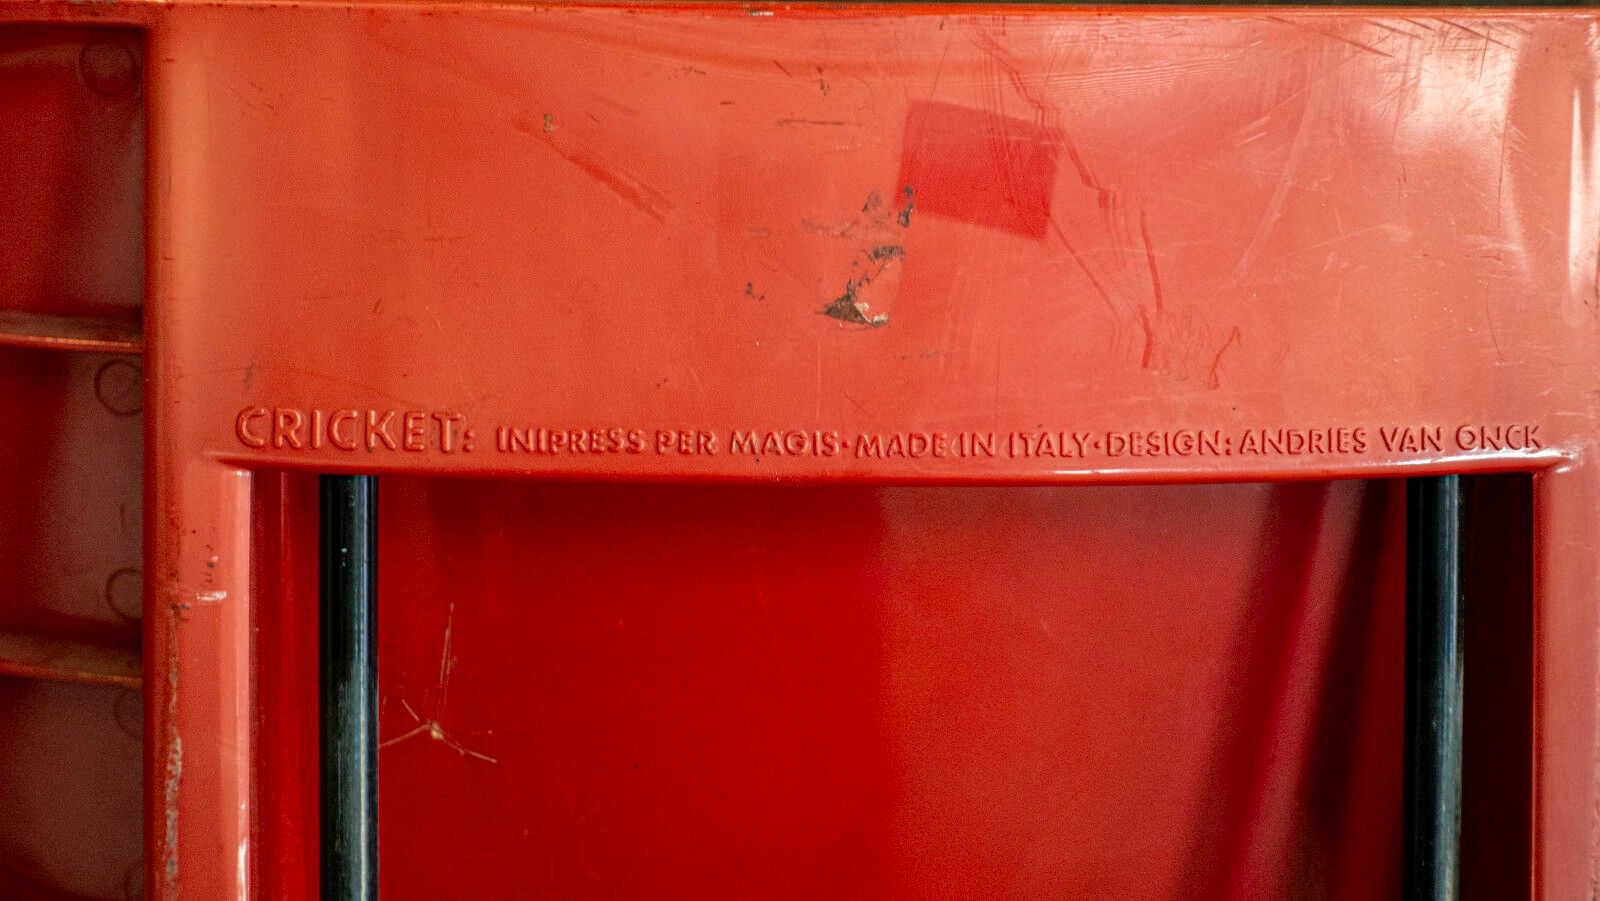 CRICKET: INIPRESS PER MAGIS·MADE IN ITALY·DESIGN: ANDRIES VAN ONCK